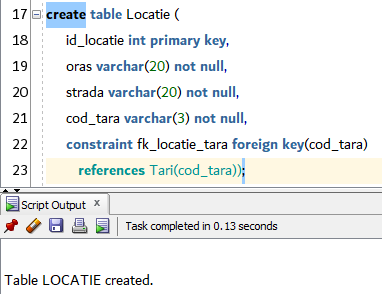 17 create table Locatie (
18 id_locatie int primary key,
19 oras varchar(20) not null,
20 strada varchar(20) not null,
21 cod_tara varchar(3) not null,
22 constraint fk_locatie_tara foreign key(cod_tara)
23 references Tari(cod_tara));
Script Output x
Task completed in 0.13 seconds
Table LOCATIE created.